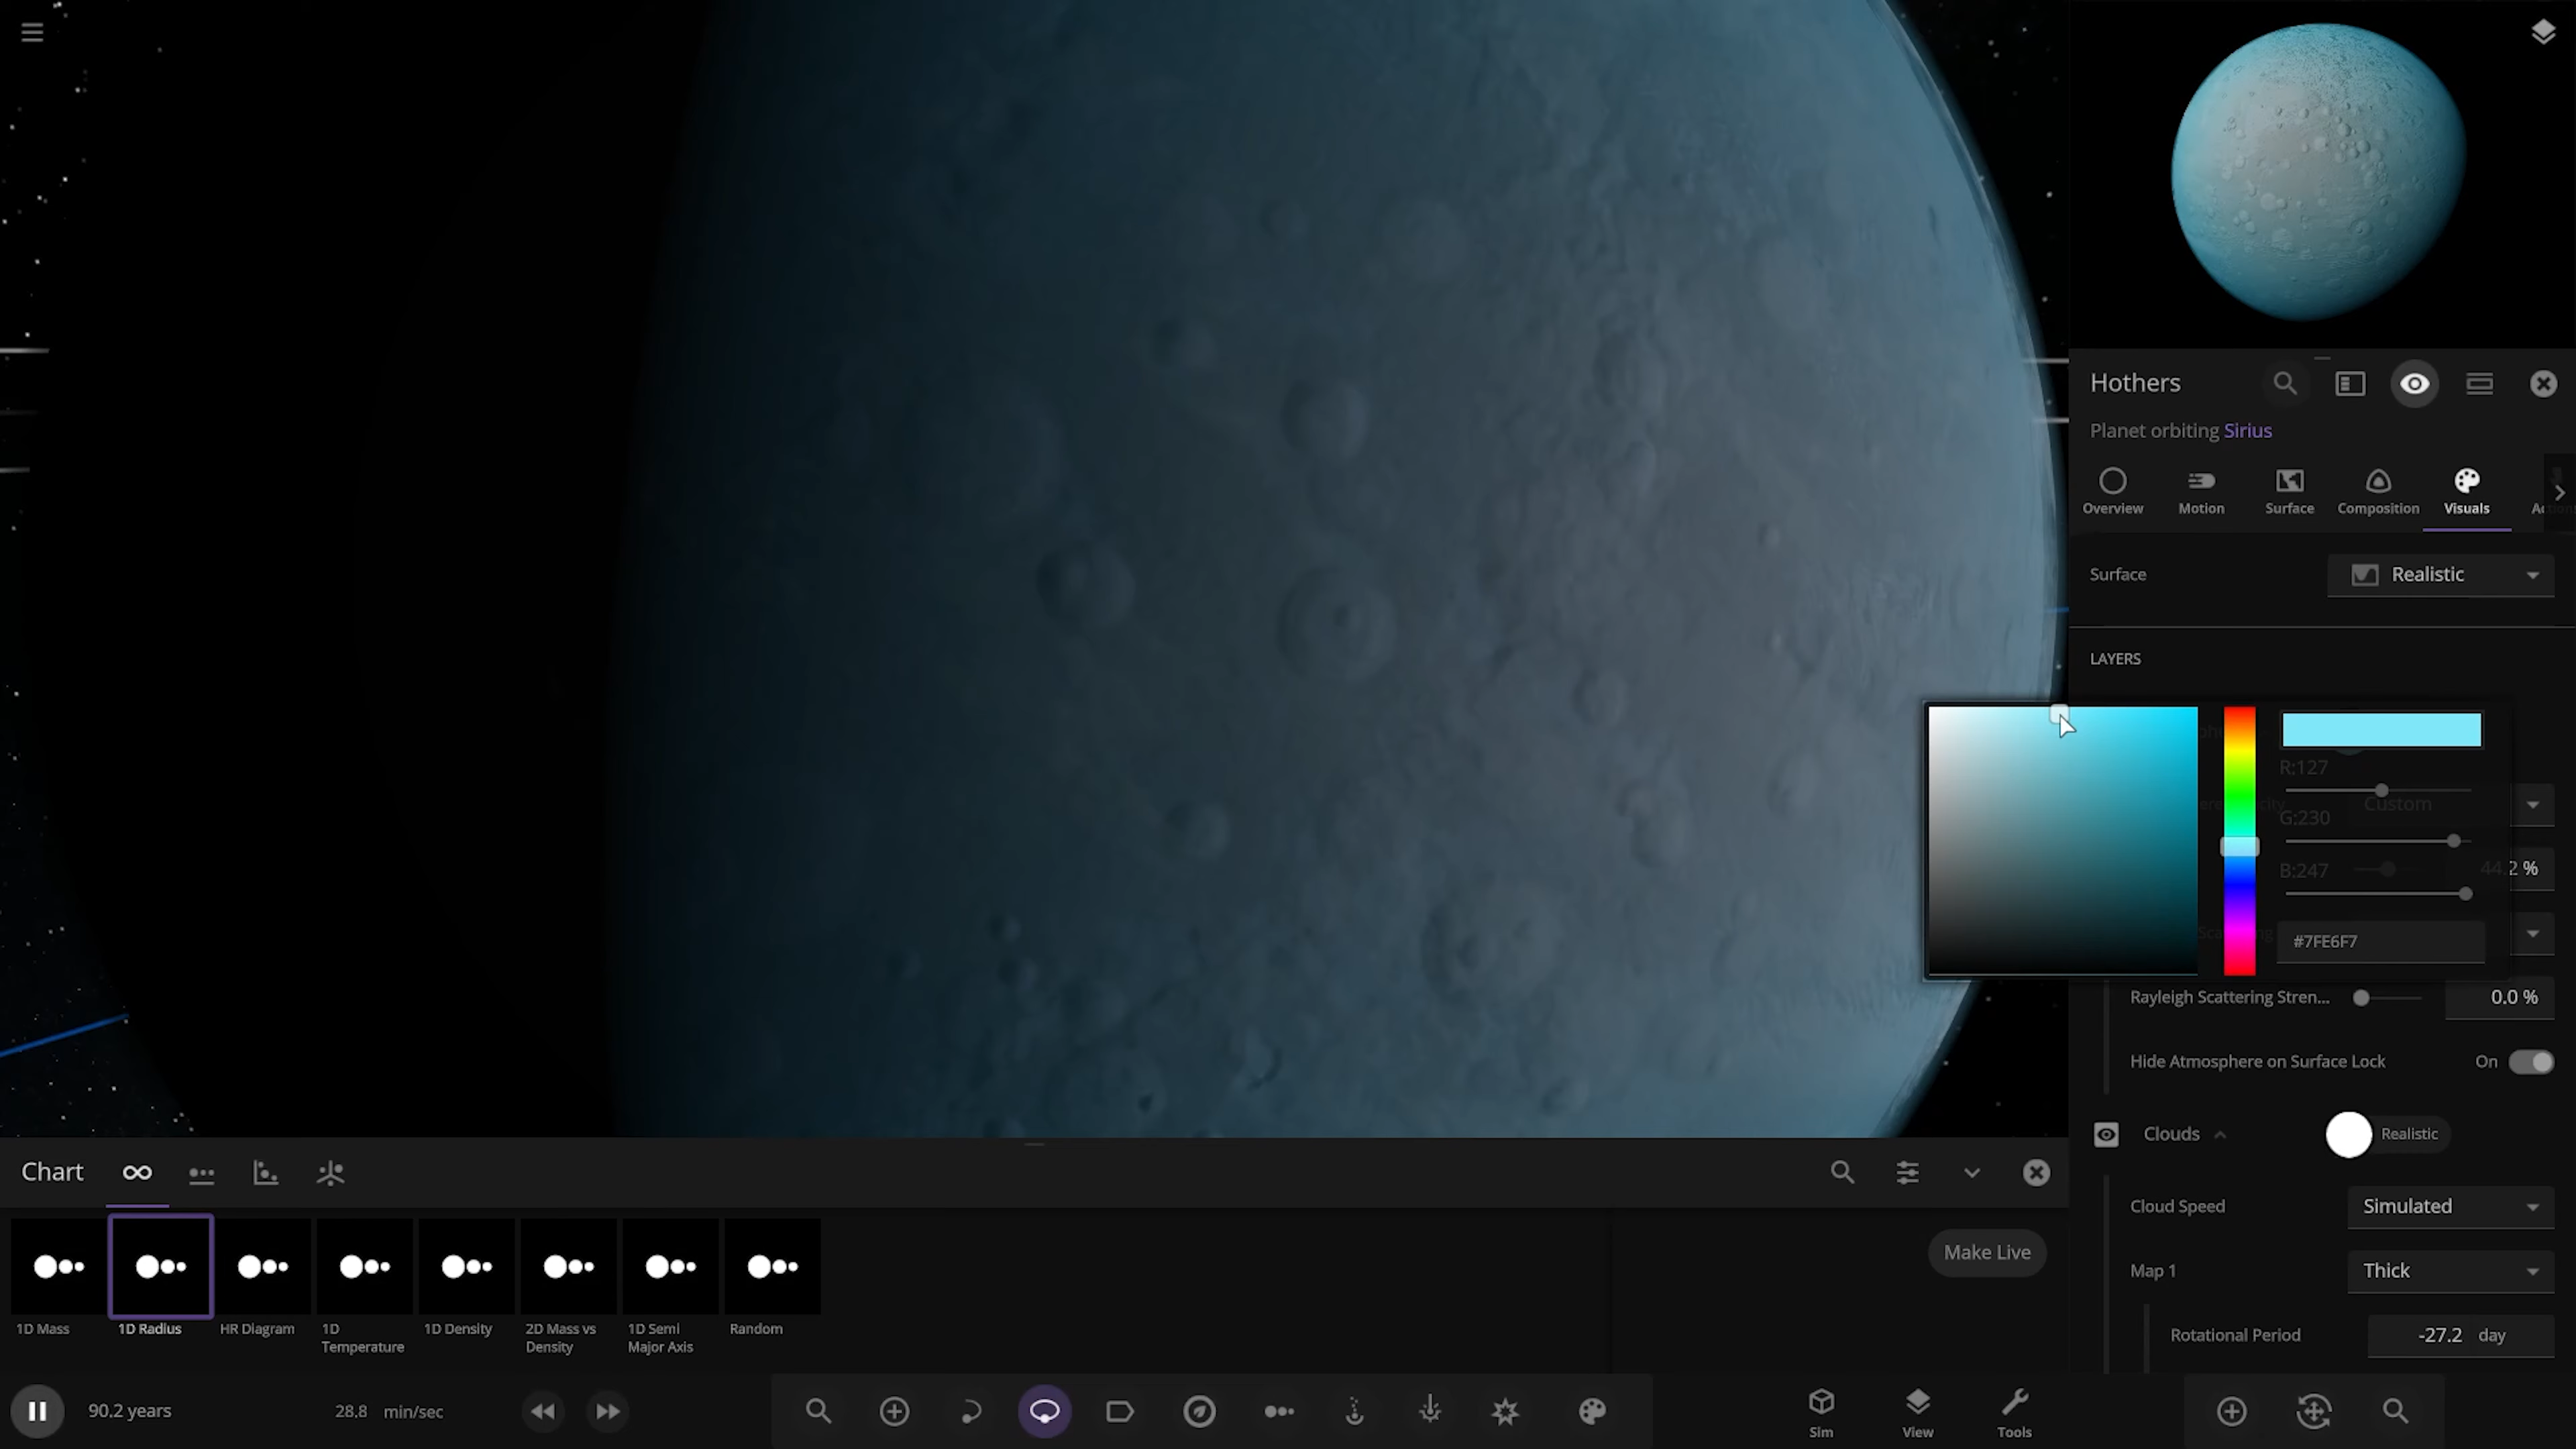 Hothers
Planet orbiting Sirius
Overview
Motion
Surface
Composition
Visuals
Surface
Realistic
LAYERS
R:127
Custom
G:230
B:247
44.2 %
#7FE6F7
Rayleigh Scattering Stren...
0.0 %
Hide Atmosphere on Surface Lock
On
Clouds
Realistic
Cloud Speed
Simulated
Map 1
Thick
Rotational Period
-27.2 day
Chart
Make Live
1D Mass
1D Radius
HR Diagram
1D
Temperature
1D Density
2D Mass vs
Density
1D Semi
Major Axis
Random
90.2 years
28.8 min/sec
Sim
View
Tools